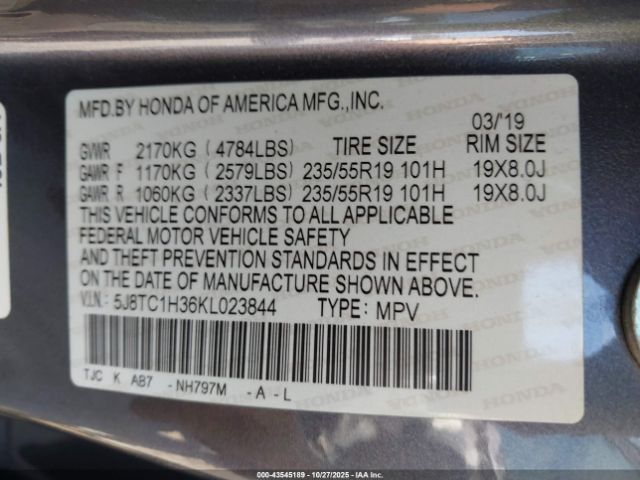 MFD.BY HONDA OF AMERICA MFG.,INC.
03/'19
GVWR 2170KG ( 4784LBS) TIRE SIZE RIM SIZE
GAWR F 1170KG ( 2579LBS) 235/55R19 101H 19X8.0J
GAWR R 1060KG ( 2337LBS) 235/55R19 101H 19X8.0J
THIS VEHICLE CONFORMS TO ALL APPLICABLE
FEDERAL MOTOR VEHICLE SAFETY
AND THEFT PREVENTION STANDARDS IN EFFECT
ON THE DATE OF MANUFACTURE SHOWN ABOVE.
V.I.N.: 5J8TC1H36KL023844 TYPE: MPV
TJC K AB7 - NH797M - A - L
00-43545189 | 10/27/2025 | IAA Inc.